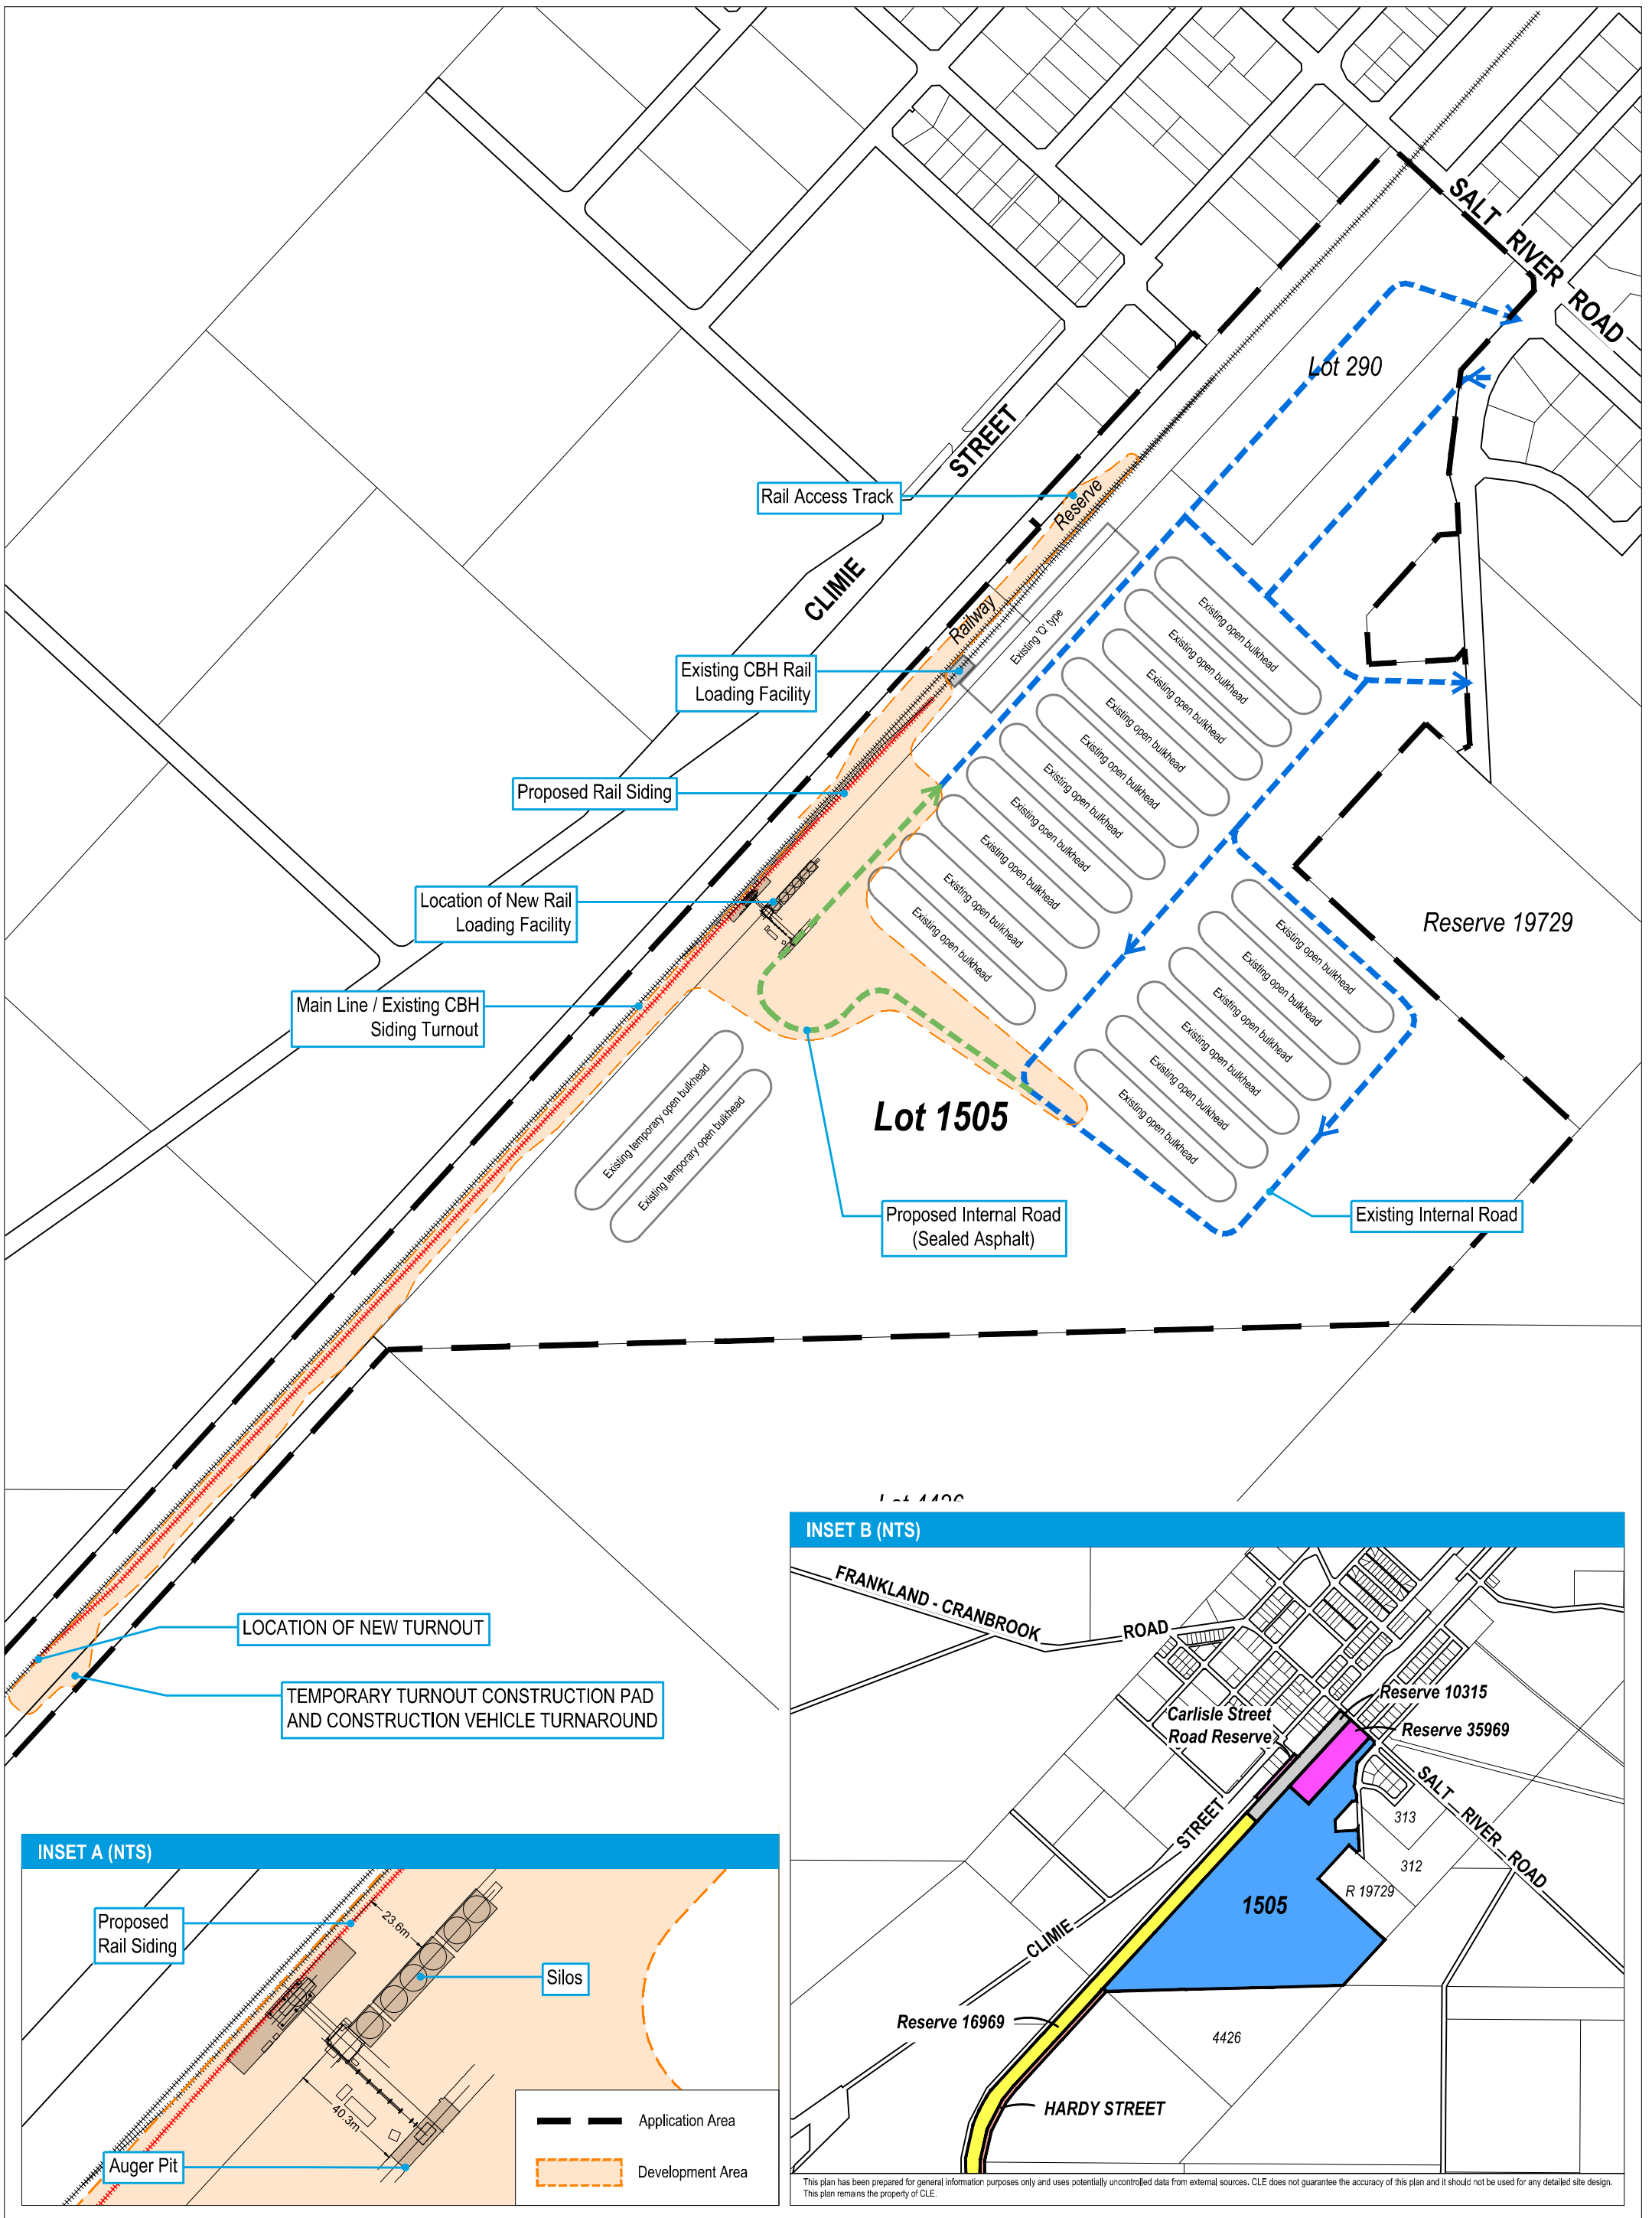 SALT RIVER ROAD
Lot 290
CLIMIE STREET
Rail Access Track
Railway Reserve
Existing 'Q' type
Existing CBH Rail
Loading Facility
Existing open bulkhead
Existing open bulkhead
Existing open bulkhead
Existing open bulkhead
Existing open bulkhead
Existing open bulkhead
Existing open bulkhead
Existing open bulkhead
Existing open bulkhead
Existing open bulkhead
Proposed Rail Siding
Location of New Rail
Loading Facility
Reserve 19729
Existing open bulkhead
Existing open bulkhead
Existing open bulkhead
Existing open bulkhead
Existing open bulkhead
Existing open bulkhead
Main Line / Existing CBH
Siding Turnout
Existing temporary open bulkhead
Existing temporary open bulkhead
Lot 1505
Proposed Internal Road
(Sealed Asphalt)
Existing Internal Road
Lot 4426
LOCATION OF NEW TURNOUT
TEMPORARY TURNOUT CONSTRUCTION PAD
AND CONSTRUCTION VEHICLE TURNAROUND
INSET A (NTS)
Proposed
Rail Siding
23.6m
Silos
40.3m
Auger Pit
Application Area
Development Area
INSET B (NTS)
FRANKLAND - CRANBROOK ROAD
Carlisle Street
Road Reserve
Reserve 10315
Reserve 35969
SALT RIVER ROAD
CLIMIE STREET
313
312
R 19729
1505
Reserve 16969
4426
HARDY STREET
This plan has been prepared for general information purposes only and uses potentially uncontrolled data from external sources. CLE does not guarantee the accuracy of this plan and it should not be used for any detailed site design.
This plan remains the property of CLE.